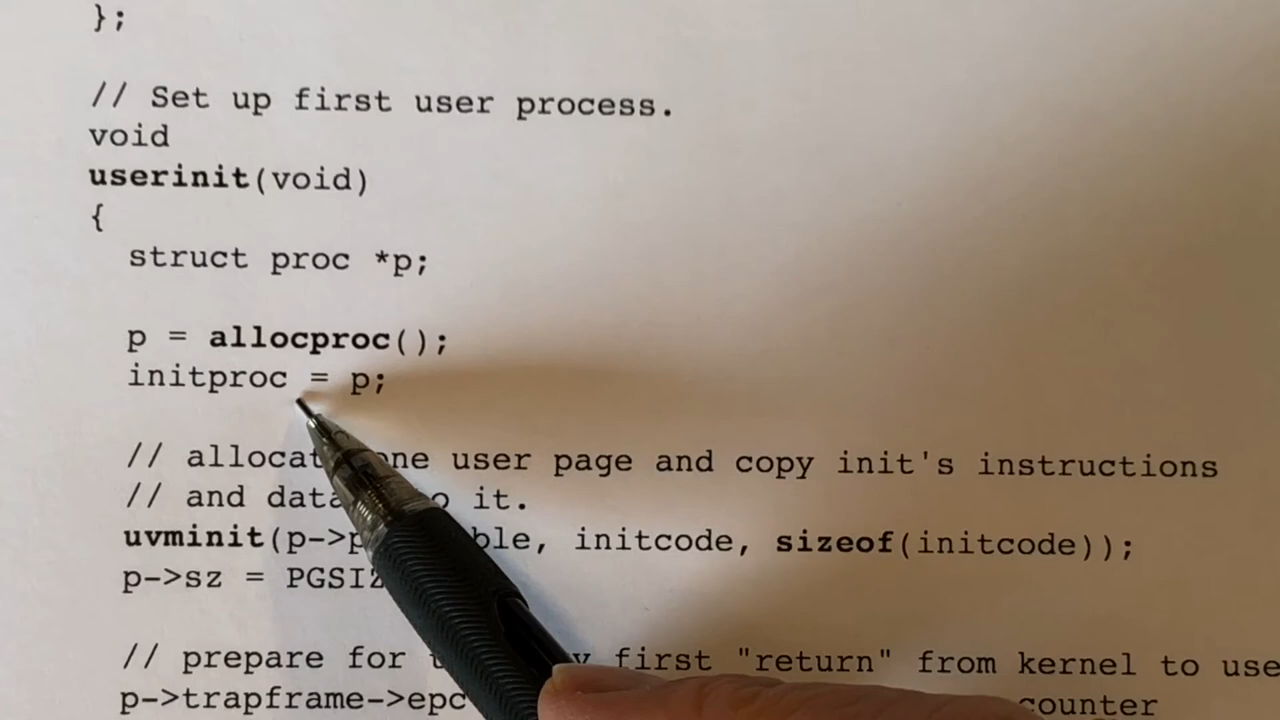 };
// Set up first user process.
void
userinit(void)
{
struct proc *p;
p = allocproc();
initproc = p;
// allocat one user page and copy init's instructions
// and data o it.
uvminit(p->p ble, initcode, sizeof(initcode));
p->sz = PGSIZ
// prepare for t y first "return" from kernel to use
p->trapframe->epc counter